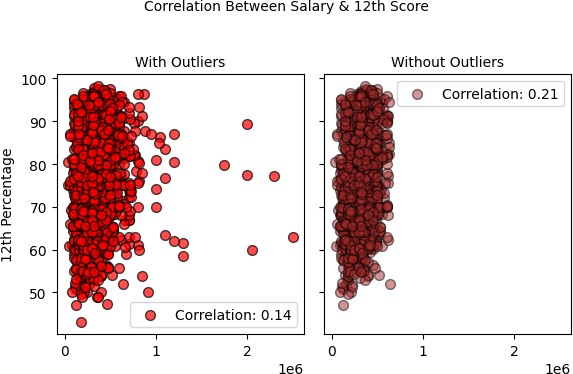 Correlation Between Salary & 12th Score
With Outliers
Without Outliers
12th Percentage
100
90
80
70
60
50
Correlation: 0.14
Correlation: 0.21
0
1
2
1e6
0
1
2
1e6